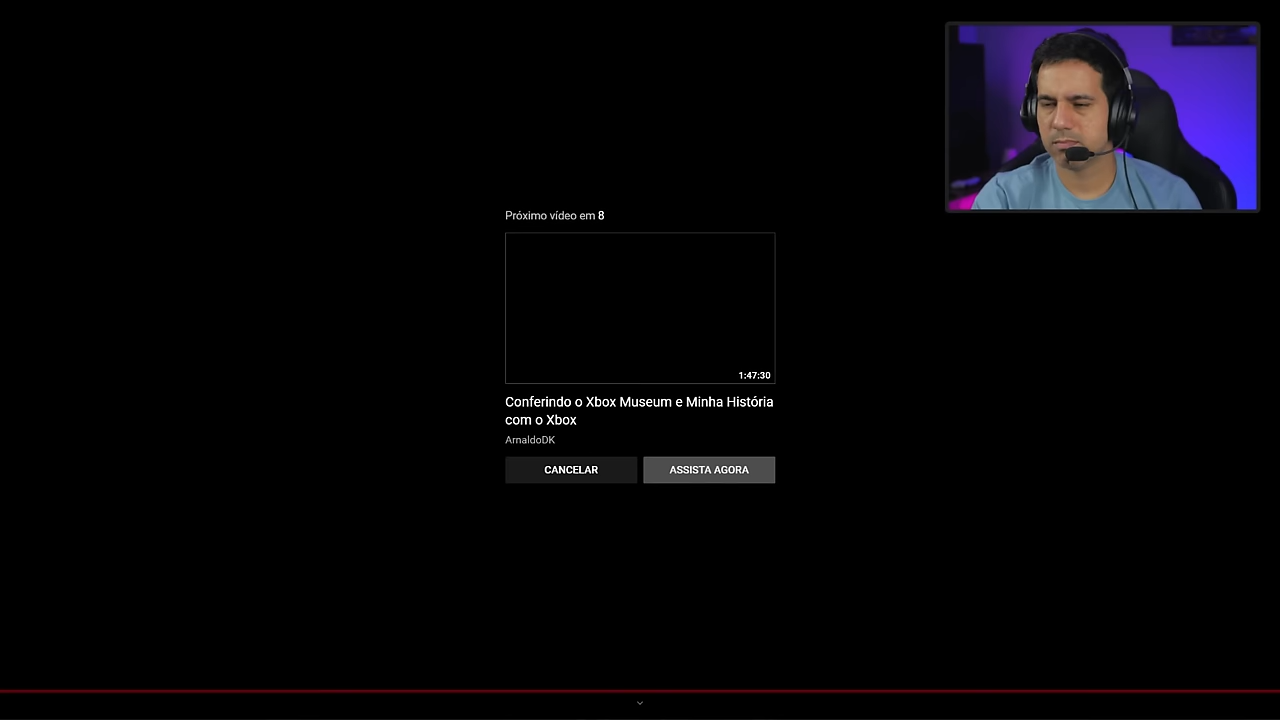 Próximo vídeo em 8
1:47:30
Conferindo o Xbox Museum e Minha História
com o Xbox
ArnaldoDK
CANCELAR
ASSISTA AGORA